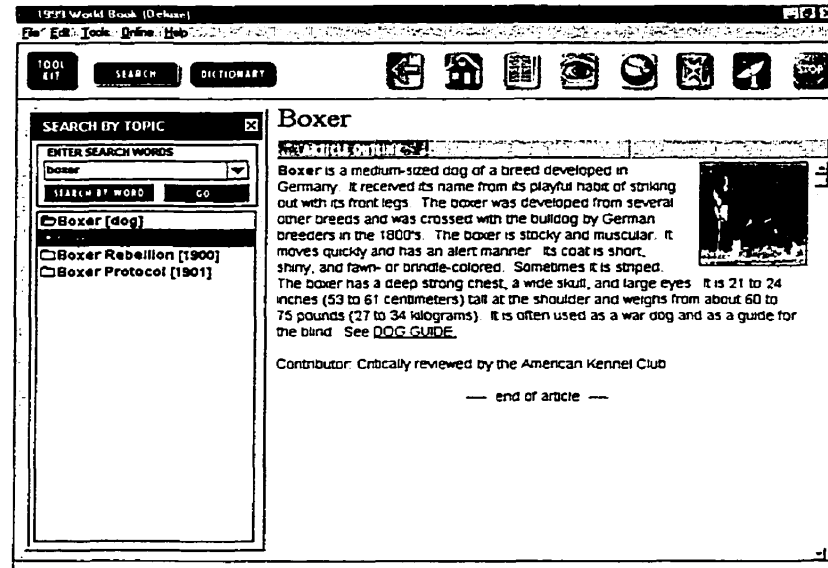 1999 World Book (Deluxe)
File Edit Tools Online Help
TOOL KIT
SEARCH
DICTIONARY
STOP
SEARCH BY TOPIC
ENTER SEARCH WORDS
boxer
SEARCH BY WORD
GO
Boxer [dog]
Boxer Rebellion [1900]
Boxer Protocol [1901]
Boxer
ARTICLE OUTLINES
Boxer is a medium-sized dog of a breed developed in
Germany. It received its name from its playful habit of striking
out with its front legs. The boxer was developed from several
other breeds and was crossed with the bulldog by German
breeders in the 1800's. The boxer is stocky and muscular. It
moves quickly and has an alert manner. Its coat is short,
shiny, and fawn- or brindle-colored. Sometimes it is striped.
The boxer has a deep strong chest, a wide skull, and large eyes. It is 21 to 24
inches (53 to 61 centimeters) tall at the shoulder and weighs from about 60 to
75 pounds (27 to 34 kilograms). It is often used as a war dog and as a guide for
the blind. See DOG GUIDE.
Contributor: Critically reviewed by the American Kennel Club
— end of article —